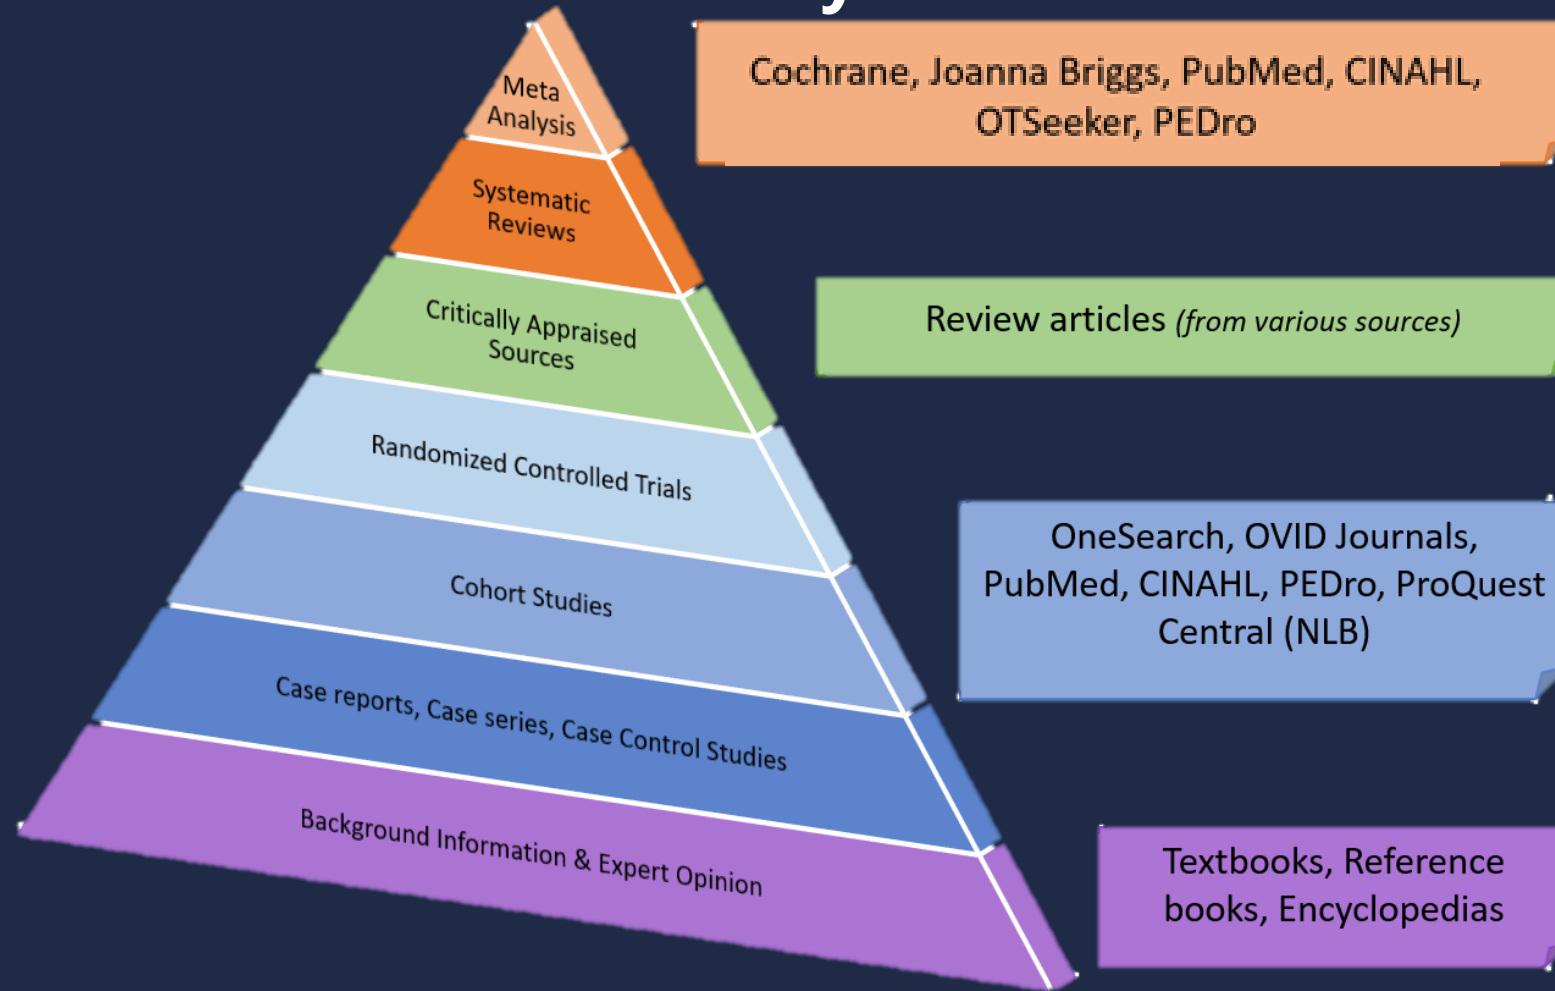 Meta
Analysis
Cochrane, Joanna Briggs, PubMed, CINAHL,
OTSeeker, PEDro
Systematic
Reviews
Critically Appraised
Sources
Review articles (from various sources)
Randomized Controlled Trials
Cohort Studies
OneSearch, OVID Journals,
PubMed, CINAHL, PEDro, ProQuest
Central (NLB)
Case reports, Case series, Case Control Studies
Background Information & Expert Opinion
Textbooks, Reference
books, Encyclopedias